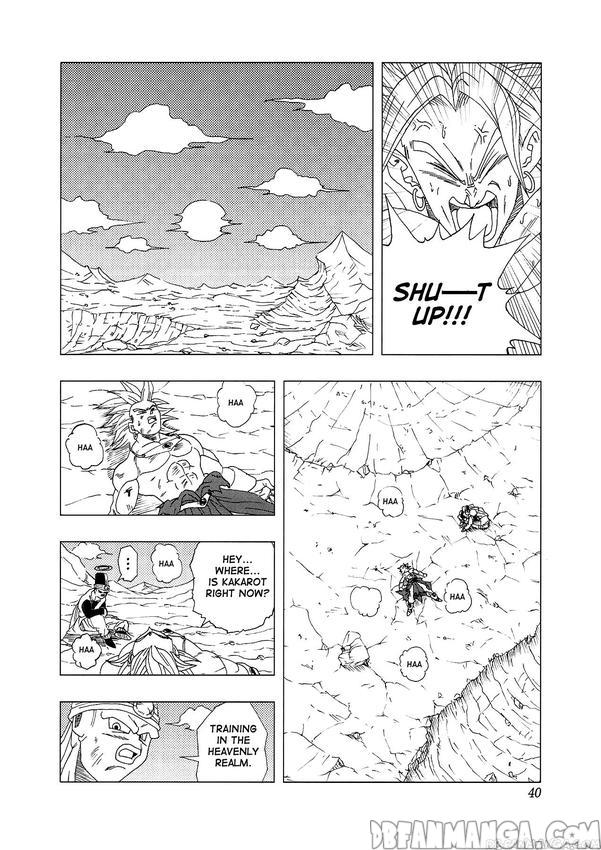 SHU—T
UP!!!
HAA
HAA
HAA
HAA
HAA
HAA
HEY...
WHERE...
IS KAKAROT
RIGHT NOW?
HAA
...
HAA
HAA
TRAINING
IN THE
HEAVENLY
REALM.
40
DBFANMANGA.COM